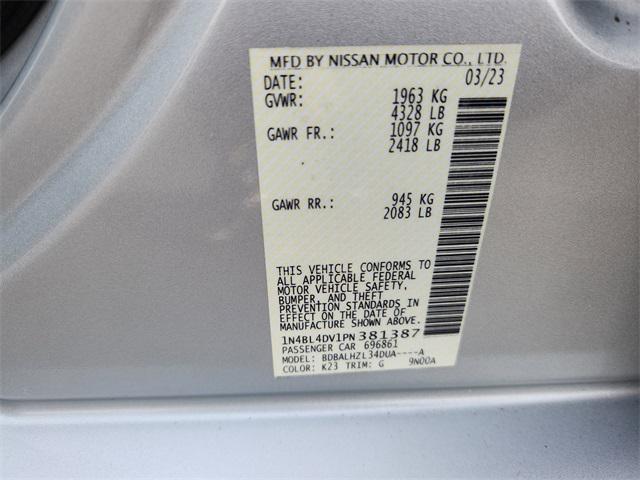 MFD BY NISSAN MOTOR CO., LTD.
DATE: 03/23
GVWR: 1963 KG
4328 LB
GAWR FR.: 1097 KG
2418 LB
GAWR RR.: 945 KG
2083 LB
THIS VEHICLE CONFORMS TO
ALL APPLICABLE FEDERAL
MOTOR VEHICLE SAFETY,
BUMPER, AND THEFT
PREVENTION STANDARDS IN
EFFECT ON THE DATE OF
MANUFACTURE SHOWN ABOVE.
1N4BL4DV1PN381387
PASSENGER CAR 696861
MODEL: BDBALHZL34DUA----A
COLOR: K23 TRIM: G 9N00A